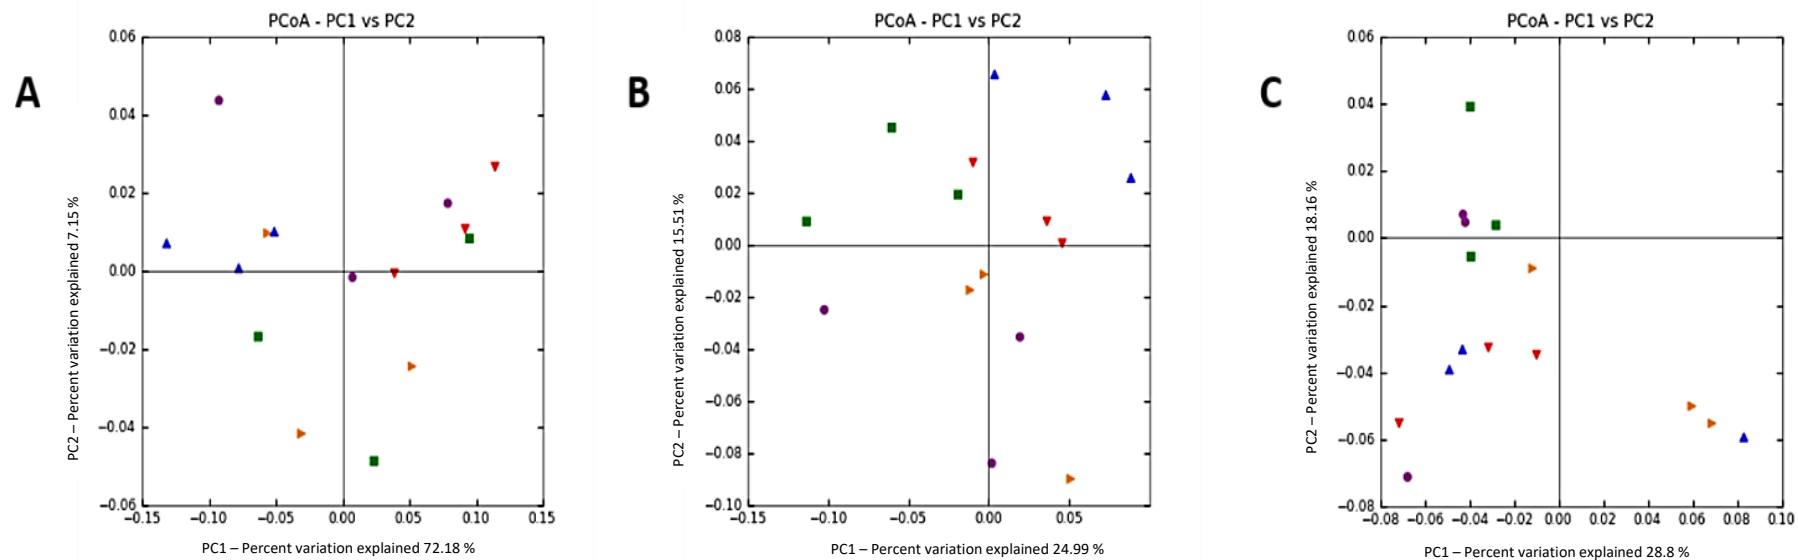 PCoA - PC1 vs PC2
A
PC2 – Percent variation explained 7.15 %
0.06
0.04
0.02
0.00
−0.02
−0.04
−0.06
−0.15 −0.10 −0.05 0.00 0.05 0.10 0.15
PC1 – Percent variation explained 72.18 %
PCoA - PC1 vs PC2
B
PC2 – Percent variation explained 15.51 %
0.08
0.06
0.04
0.02
0.00
−0.02
−0.04
−0.06
−0.08
−0.10
−0.15 −0.10 −0.05 0.00 0.05
PC1 – Percent variation explained 24.99 %
PCoA - PC1 vs PC2
C
PC2 – Percent variation explained 18.16 %
0.06
0.04
0.02
0.00
−0.02
−0.04
−0.06
−0.08
−0.08 −0.06 −0.04 −0.02 0.00 0.02 0.04 0.06 0.08 0.10
PC1 – Percent variation explained 28.8 %